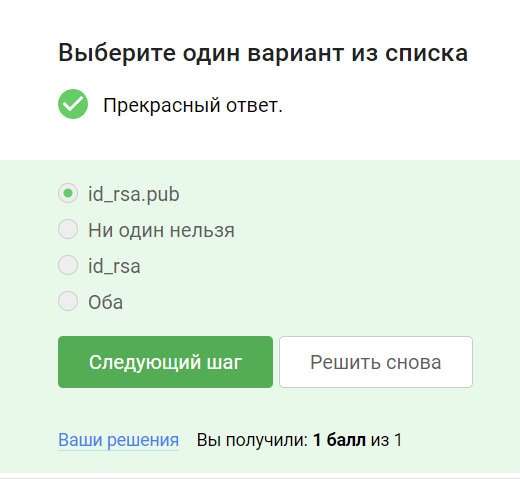 Выберите один вариант из списка
Прекрасный ответ.
id_rsa.pub
Ни один нельзя
id_rsa
Оба
Следующий шаг Решить снова
Ваши решения Вы получили: 1 балл из 1